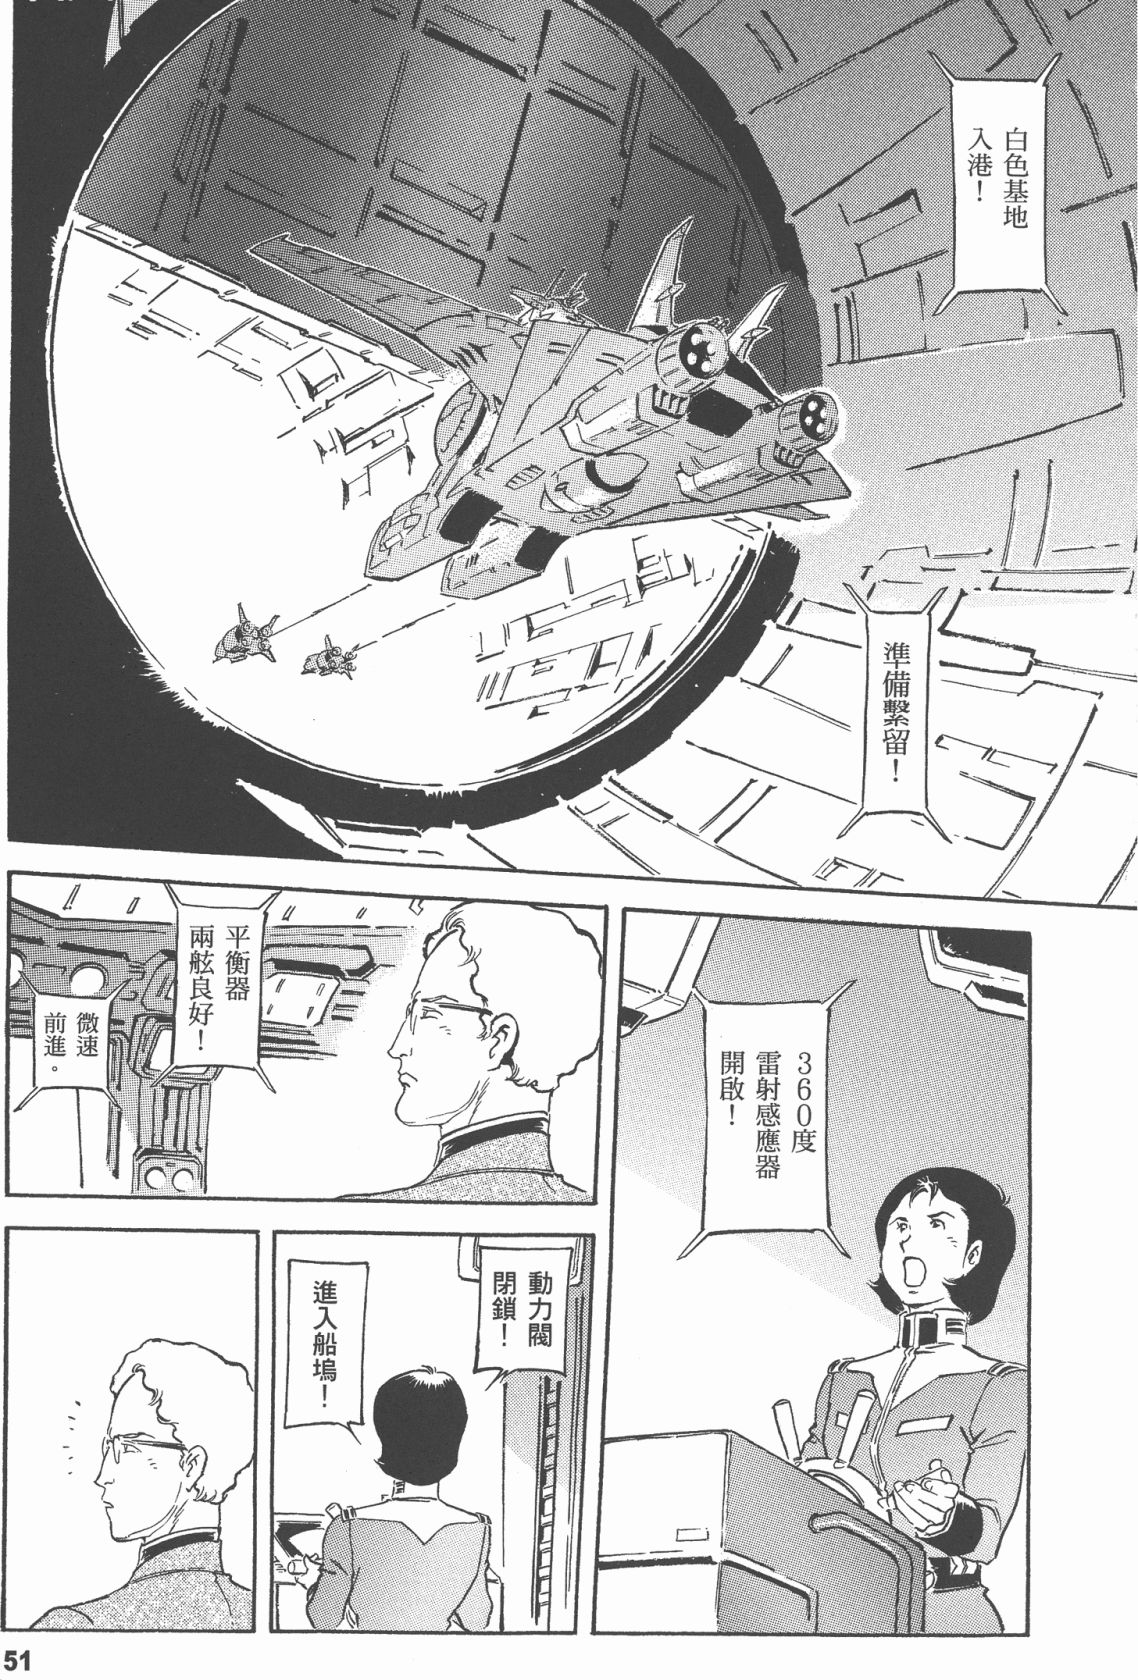 白色基地
入港！
準備繫留！
360度
雷射感應器
開啟！
平衡器
兩舷良好！
微速
前進。
動力閥
閉鎖！
進入船塢！
51